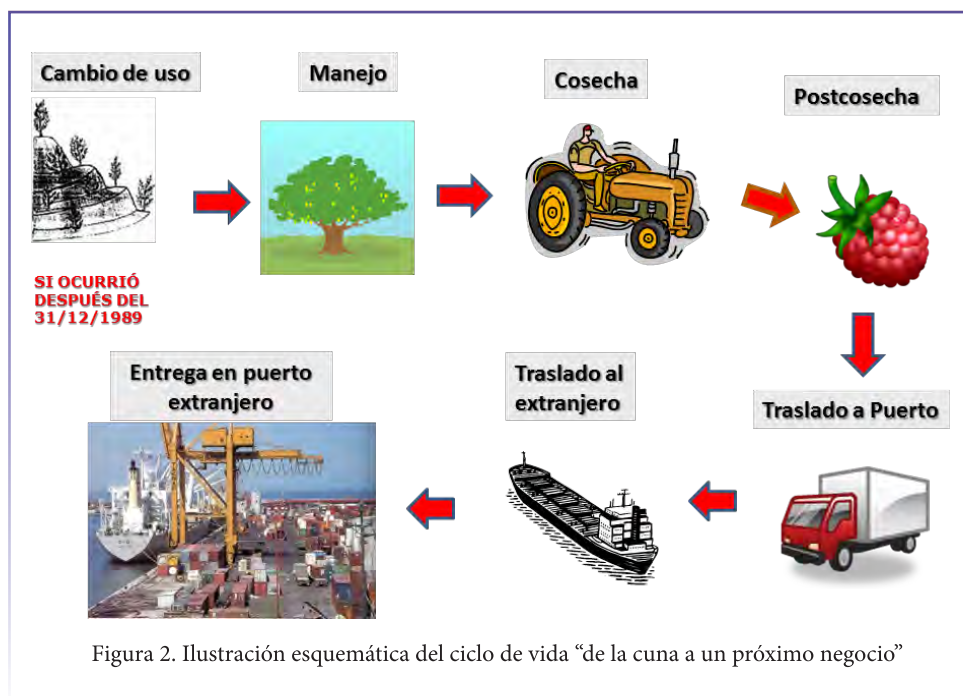 Cambio de uso
Manejo
Cosecha
Postcosecha
SI OCURRIÓ
DESPUÉS DEL
31/12/1989
Entrega en puerto
extranjero
Traslado al
extranjero
Traslado a Puerto
Figura 2. Ilustración esquemática del ciclo de vida “de la cuna a un próximo negocio”